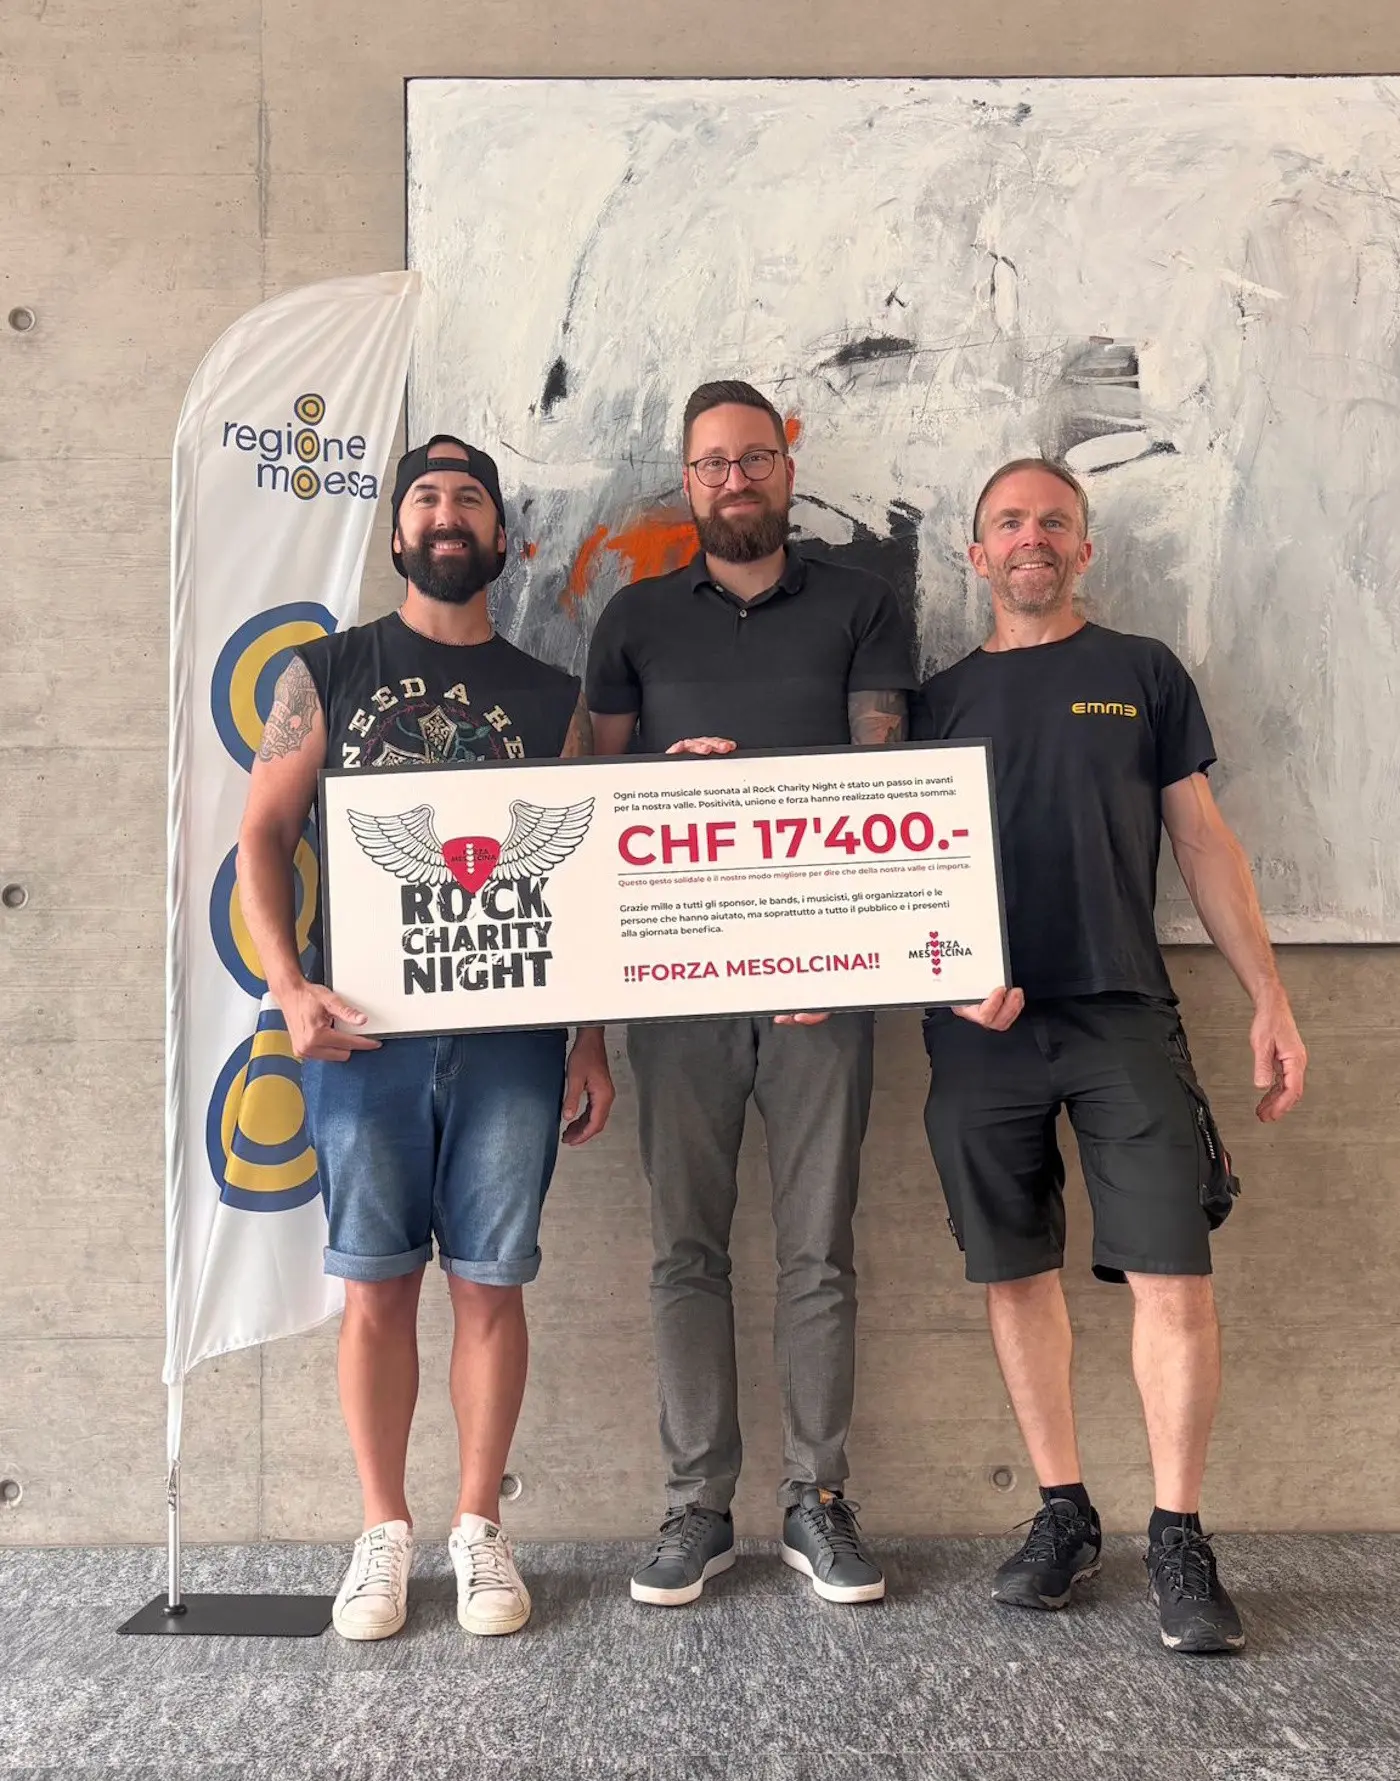 regione
moesa
NEED A HE
EMME
Ogni nota musicale suonata al Rock Charity Night è stato un passo in avanti
per la nostra valle. Positività, unione e forza hanno realizzato questa somma:
CHF 17'400.-
Questo gesto solidale è il nostro modo migliore per dire che della nostra valle ci importa.
Grazie mille a tutti gli sponsor, le bands, i musicisti, gli organizzatori e le
persone che hanno aiutato, ma soprattutto a tutto il pubblico e i presenti
alla giornata benefica.
!!FORZA MESOLCINA!!
FORZA
MESOLCINA
FORZA
MESOLCINA
ROCK
CHARITY
NIGHT